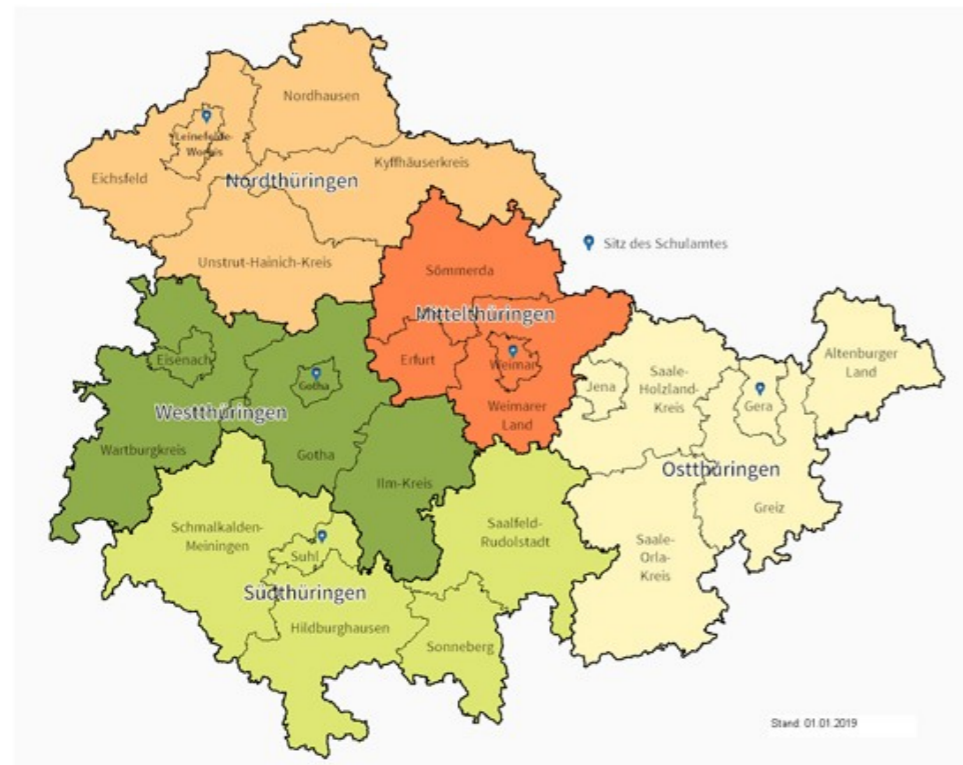 Nordhausen
Leinefelde-
Worbis
Kyffhäuserkreis
Eichsfeld
Nordthüringen
Unstrut-Hainich-Kreis
Sitz des Schulamtes
Sömmerda
Mittelthüringen
Eisenach
Erfurt
Weimar
Gotha
Jena
Saale-
Holzland-
Kreis
Gera
Altenburger
Land
Westthüringen
Weimarer
Land
Wartburgkreis
Gotha
Ilm-Kreis
Ostthüringen
Greiz
Schmalkalden-
Meiningen
Suhl
Saalfeld-
Rudolstadt
Saale-
Orla-
Kreis
Südthüringen
Hildburghausen
Sonneberg
Stand: 01.01.2019